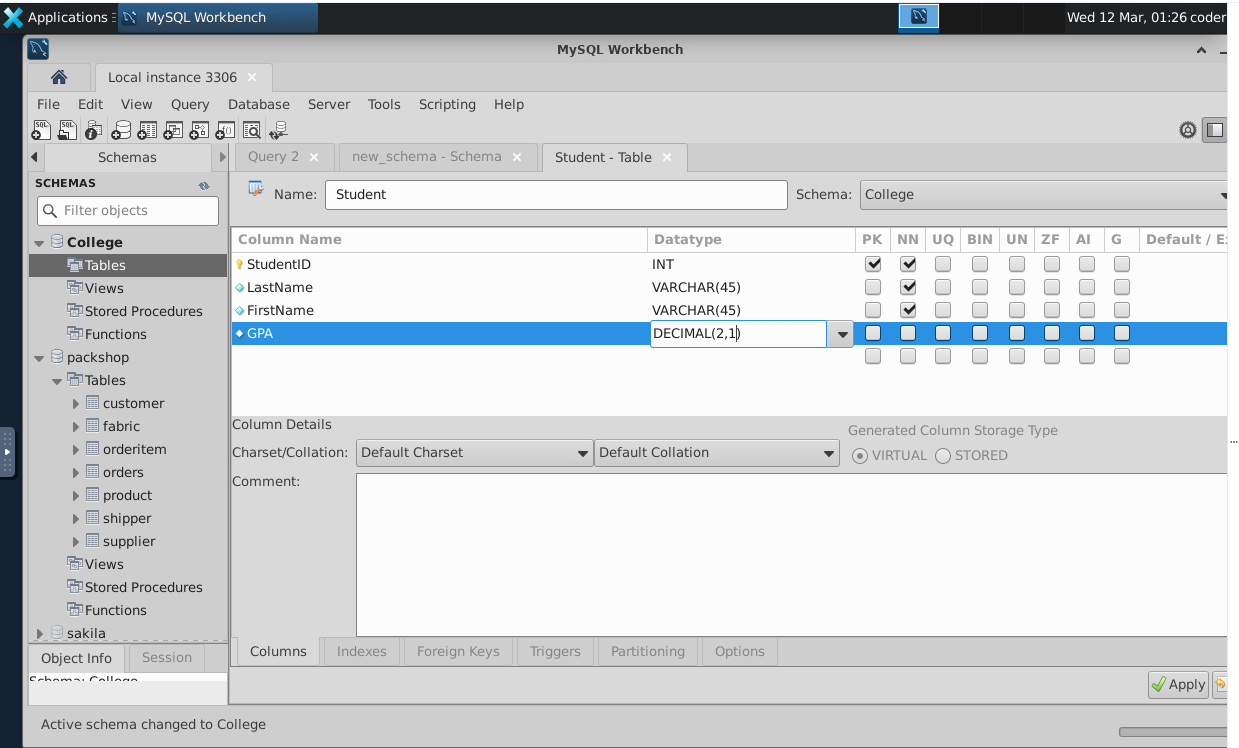 Applications MySQL Workbench Wed 12 Mar, 01:26 coder
MySQL Workbench
Local instance 3306
File Edit View Query Database Server Tools Scripting Help
Schemas Query 2 new_schema - Schema Student - Table
SCHEMAS
Filter objects
Name: Student Schema: College
Column Name Datatype PK NN UQ BIN UN ZF AI G Default / E
StudentID INT
LastName VARCHAR(45)
FirstName VARCHAR(45)
GPA DECIMAL(2,1)
College
Tables
Views
Stored Procedures
Functions
packshop
Tables
customer
fabric
orderitem
orders
product
shipper
supplier
Views
Stored Procedures
Functions
sakila
Column Details
Charset/Collation: Default Charset Default Collation
Generated Column Storage Type
VIRTUAL STORED
Comment:
Columns Indexes Foreign Keys Triggers Partitioning Options
Object Info Session
Schema: College
Apply
Active schema changed to College